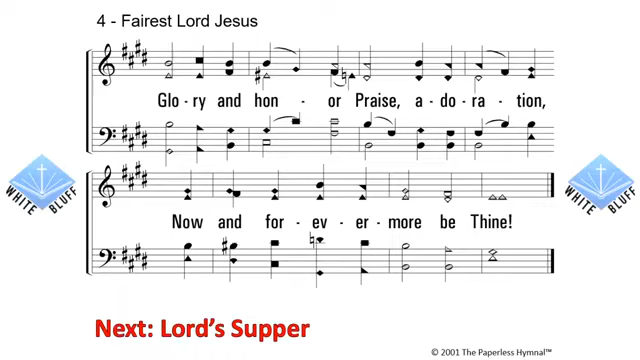 4 - Fairest Lord Jesus
Glo - ry and hon - or Praise, a - do - ra - tion,
WHITE BLUFF
WHITE BLUFF
Now and for - ev - er - more be Thine!
Next: Lord's Supper
© 2001 The Paperless Hymnal™